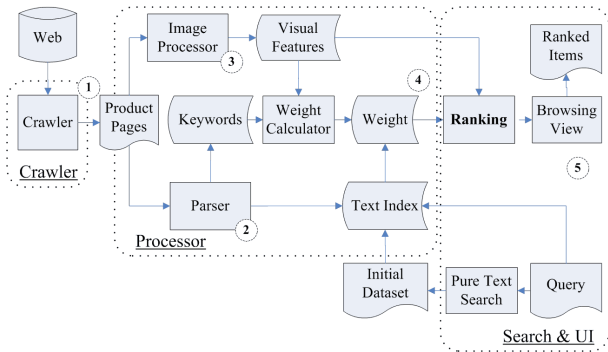 Web
Image
Processor
3
Visual
Features
Ranked
Items
1
4
Crawler
Product
Pages
Keywords
Weight
Calculator
Weight
Ranking
Browsing
View
5
Crawler
Parser
2
Text Index
Processor
Initial
Dataset
Pure Text
Search
Query
Search & UI